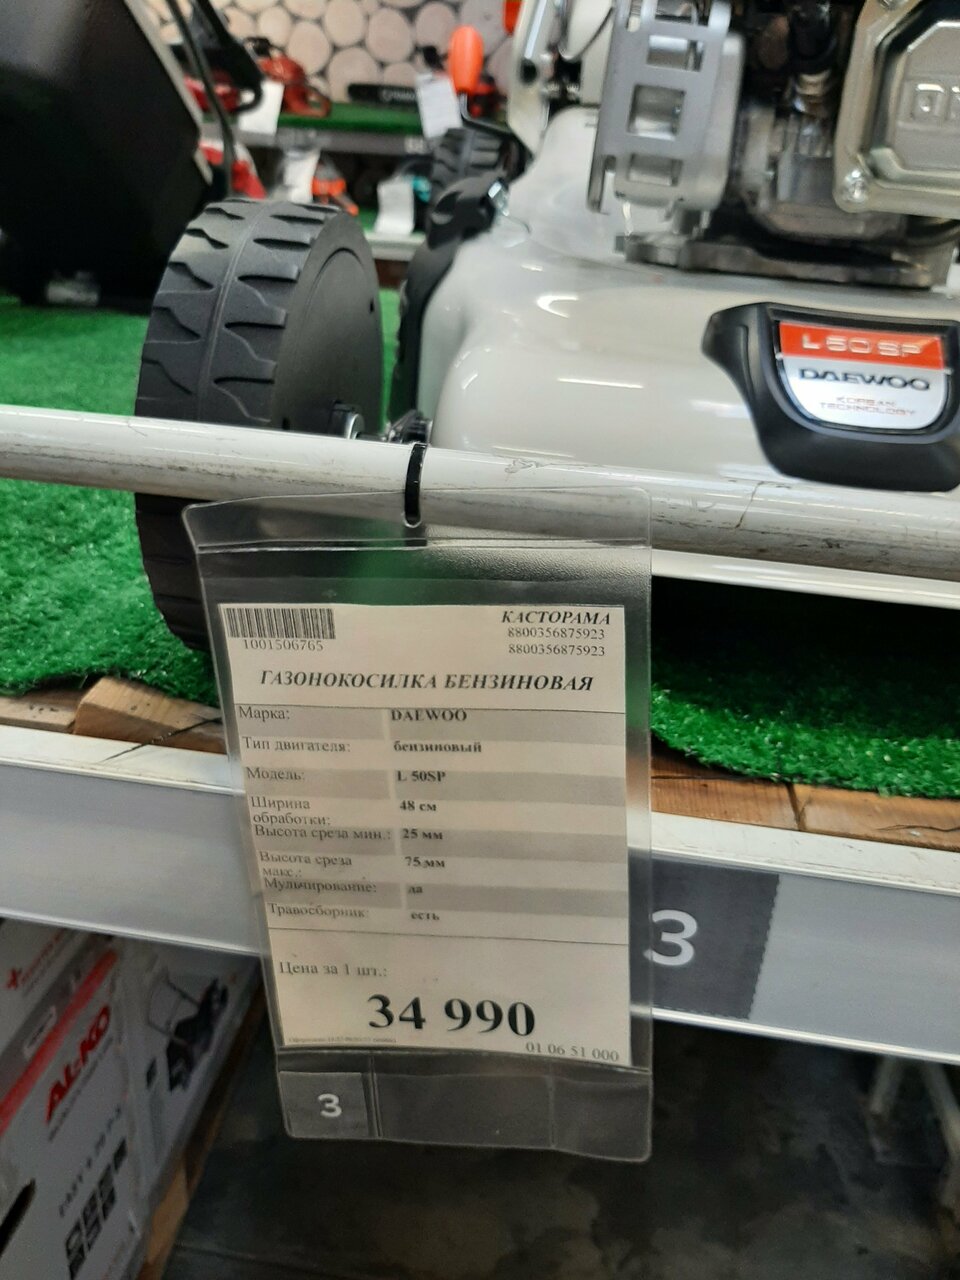 L 50 SP
DAEWOO
KOREAN
TECHNOLOGY
КАСТОРАМА
8800356875923
1001506765
8800356875923
ГАЗОНОКОСИЛКА БЕНЗИНОВАЯ
Марка: DAEWOO
Тип двигателя: бензиновый
Модель: L 50SP
Ширина обработки: 48 см
Высота среза мин.: 25 мм
Высота среза макс.: 75 мм
Мульчирование: да
Травосборник: есть
Цена за 1 шт.:
34 990
01 06 51 000
3
3
AL-KO